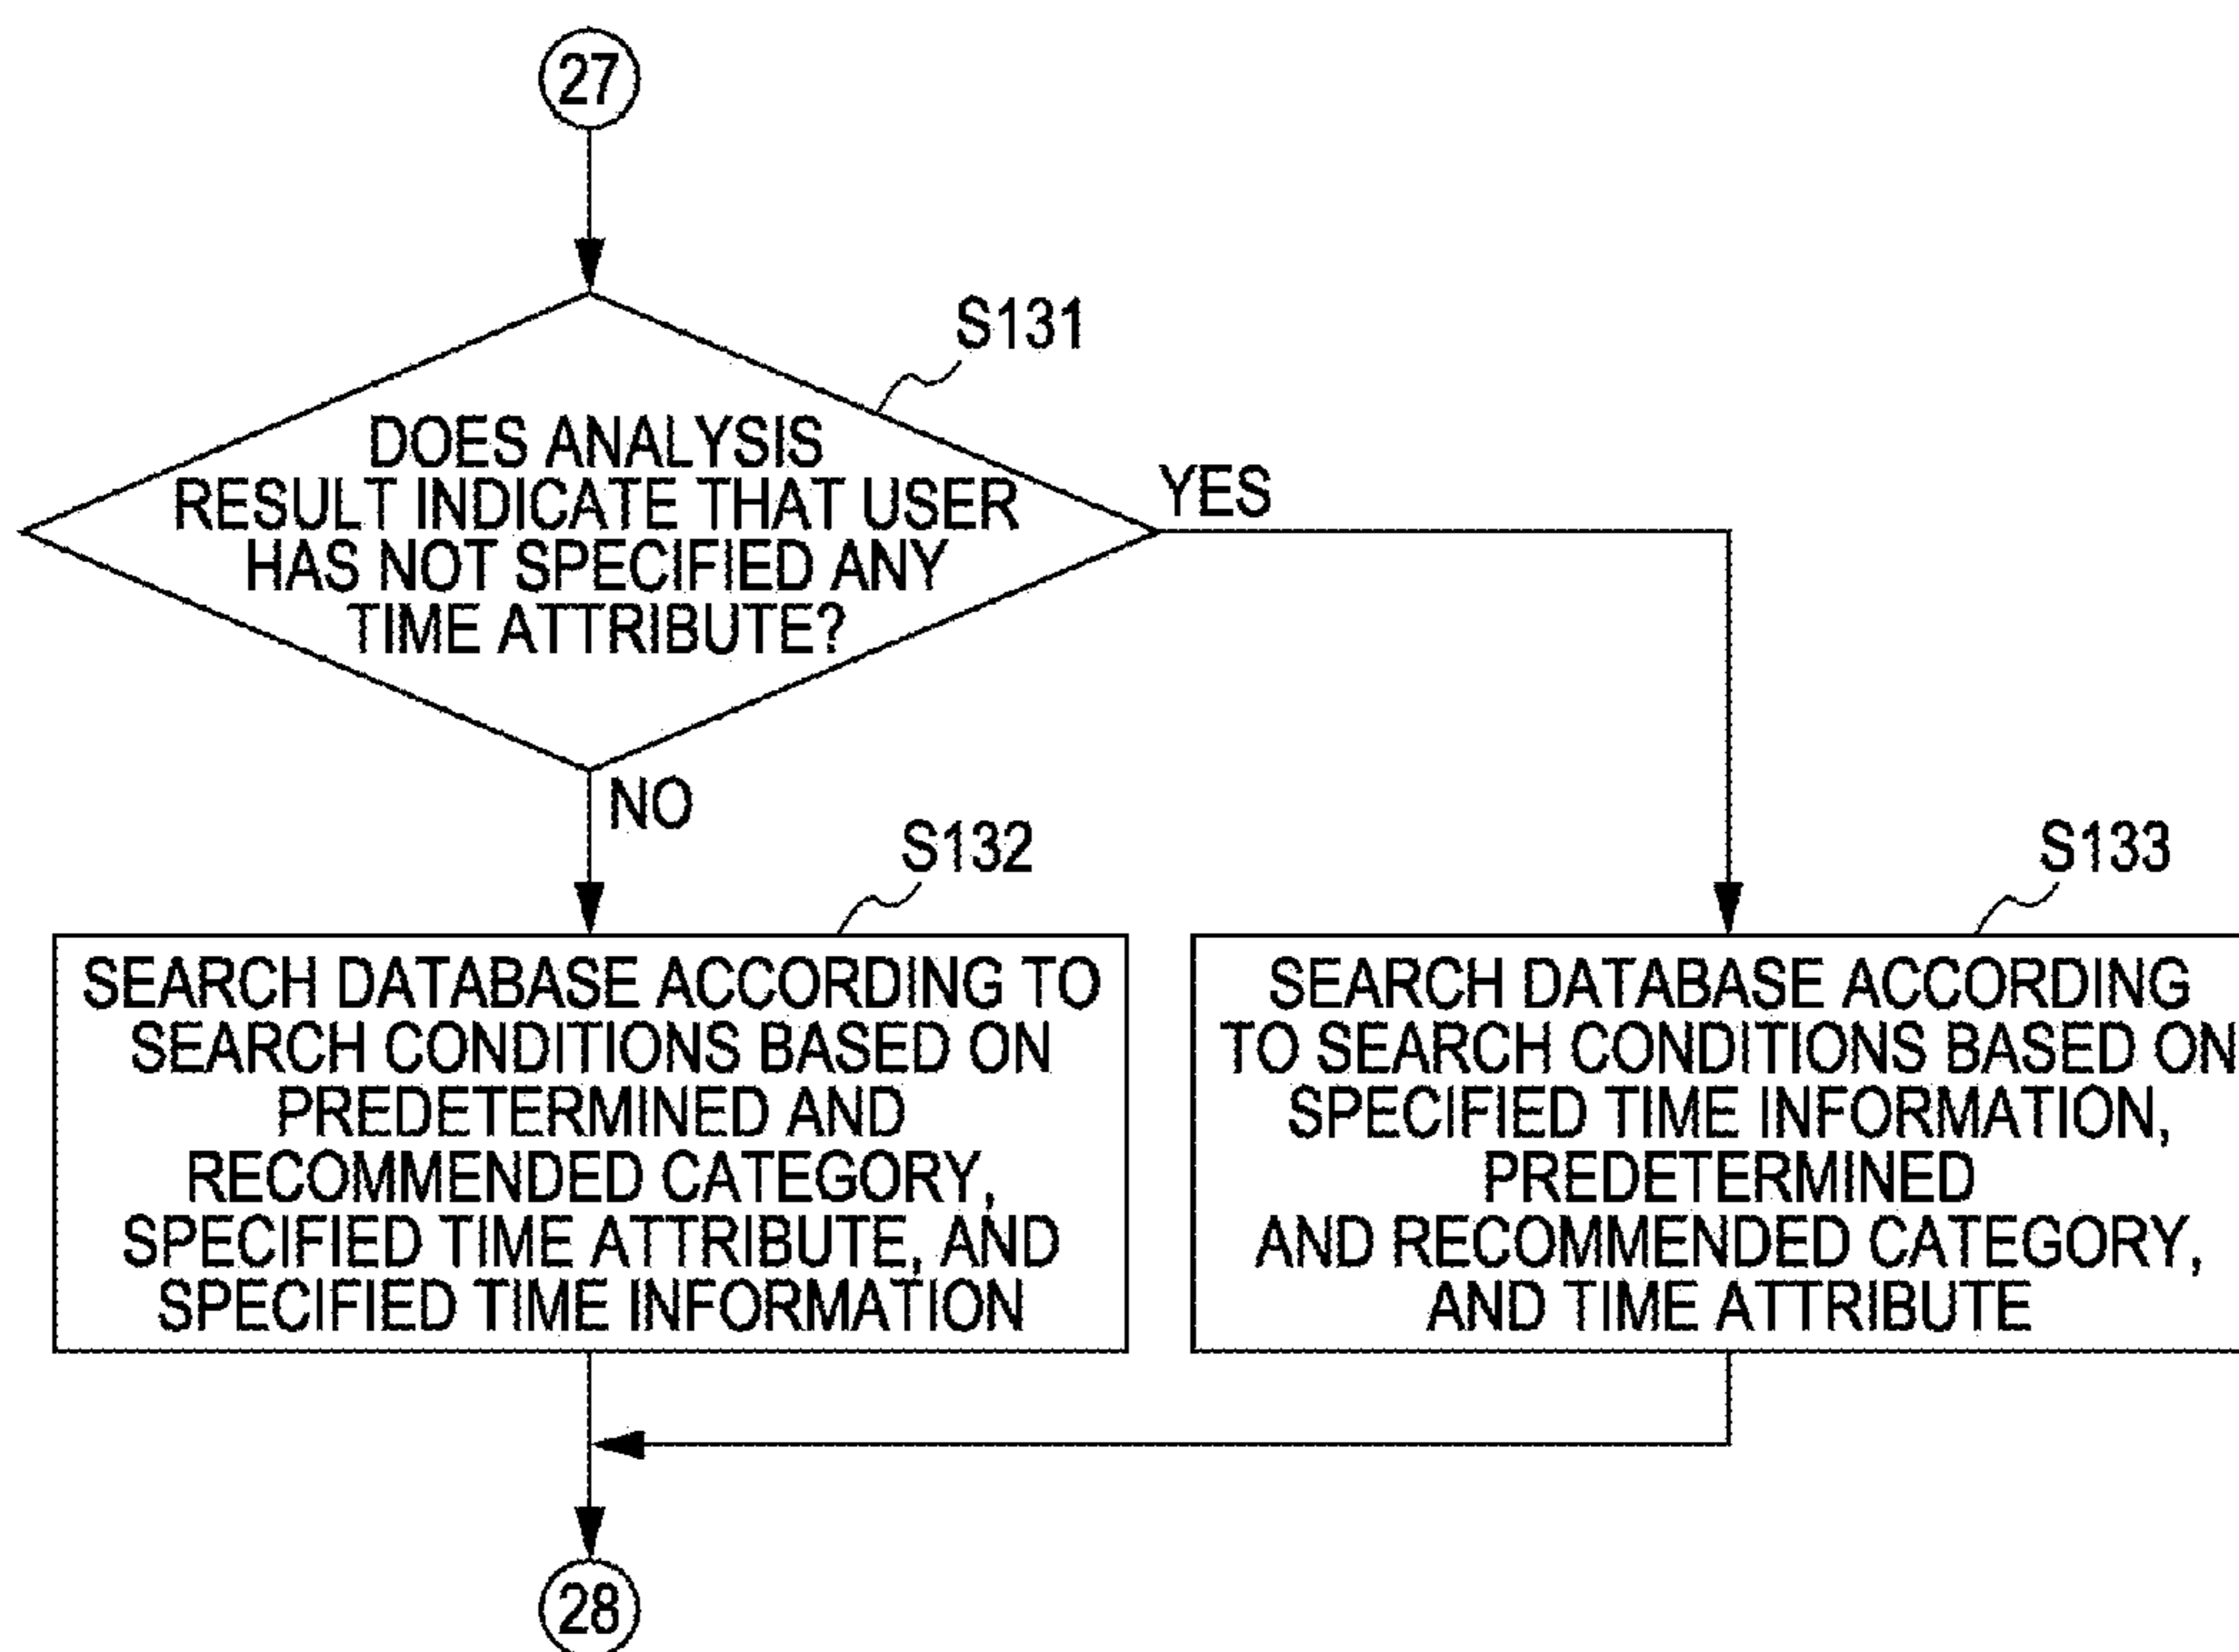 27
S131
DOES ANALYSIS
RESULT INDICATE THAT USER
HAS NOT SPECIFIED ANY
TIME ATTRIBUTE?
YES
NO
S132
SEARCH DATABASE ACCORDING TO
SEARCH CONDITIONS BASED ON
PREDETERMINED AND
RECOMMENDED CATEGORY,
SPECIFIED TIME ATTRIBUTE, AND
SPECIFIED TIME INFORMATION
S133
SEARCH DATABASE ACCORDING
TO SEARCH CONDITIONS BASED ON
SPECIFIED TIME INFORMATION,
PREDETERMINED
AND RECOMMENDED CATEGORY,
AND TIME ATTRIBUTE
28